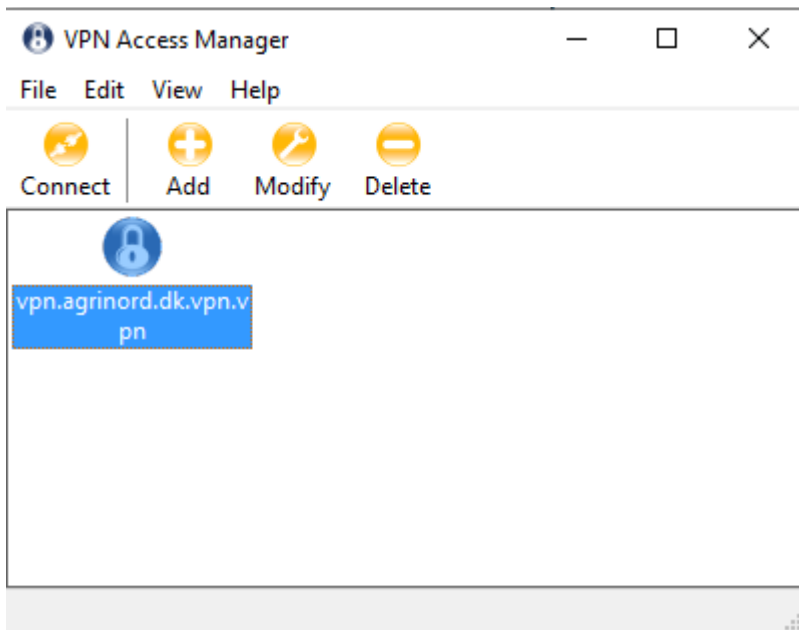 VPN Access Manager
File Edit View Help
Connect Add Modify Delete
vpn.agrinord.dk.vpn.v
pn